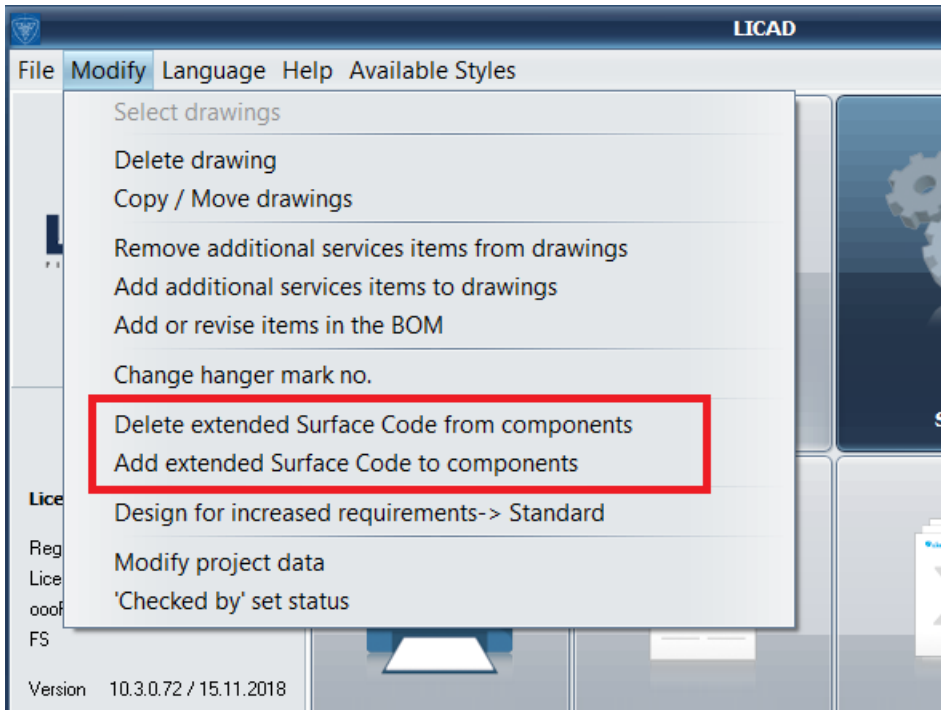 LICAD
File Modify Language Help Available Styles
Select drawings
Delete drawing
Copy / Move drawings
Remove additional services items from drawings
Add additional services items to drawings
Add or revise items in the BOM
Change hanger mark no.
Delete extended Surface Code from components
Add extended Surface Code to components
Lice
Design for increased requirements-> Standard
Reg
Modify project data
Lice
'Checked by' set status
FS
Version 10.3.0.72 / 15.11.2018